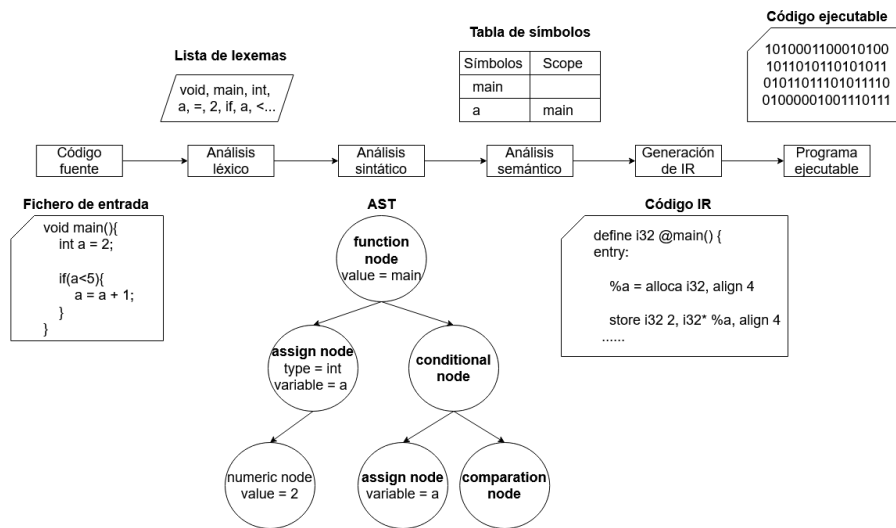 Código ejecutable
1010001100010100
1011010110101011
0101101110101110
0100000100111011
Tabla de símbolos
Símbolos Scope
main
a main
Lista de lexemas
void, main, int,
a, =, 2, if, a, <...
Código
fuente
Análisis
léxico
Análisis
sintático
Análisis
semántico
Generación
de IR
Programa
ejecutable
Fichero de entrada
void main(){
int a = 2;
if(a<5){
a = a + 1;
}
}
AST
function
node
value = main
assign node
type = int
variable = a
conditional
node
numeric node
value = 2
assign node
variable = a
comparation
node
Código IR
define i32 @main() {
entry:
%a = alloca i32, align 4
store i32 2, i32* %a, align 4
......